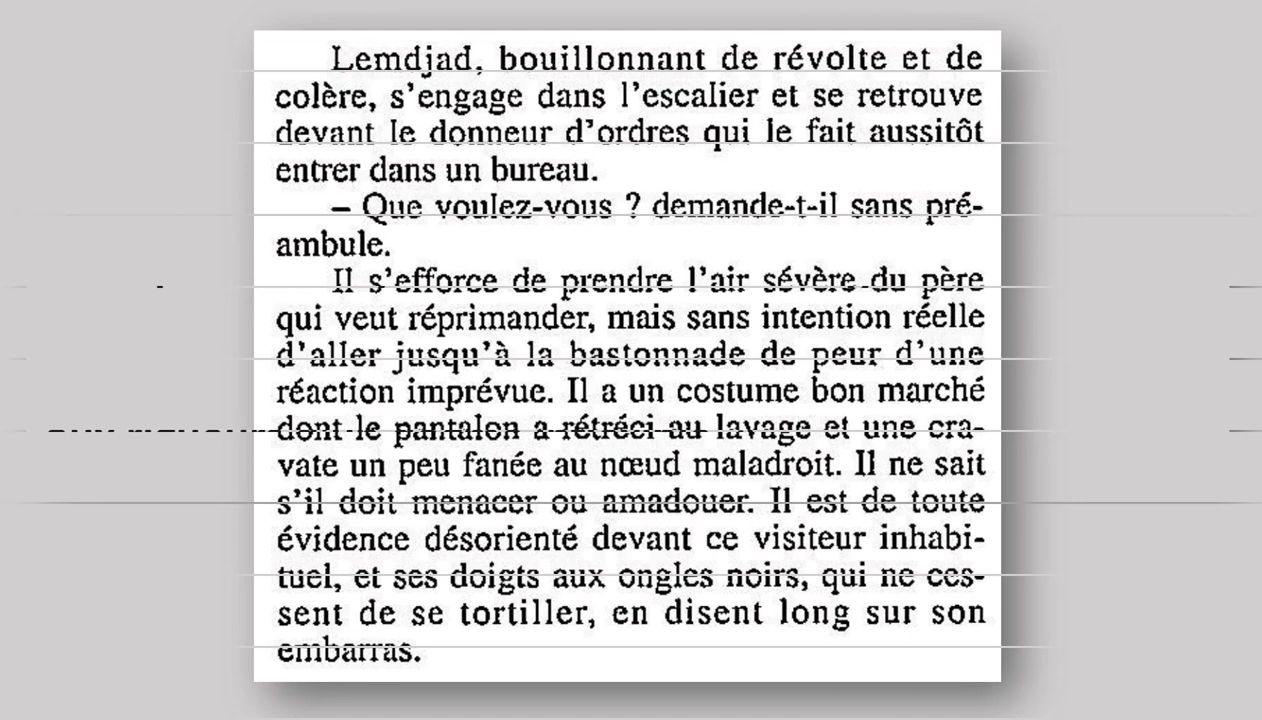 Lemdjad, bouillonnant de révolte et de
colère, s'engage dans l'escalier et se retrouve
devant le donneur d'ordres qui le fait aussitôt
entrer dans un bureau.
– Que voulez-vous ? demande-t-il sans pré-
ambule.
Il s'efforce de prendre l'air sévère du père
qui veut réprimander, mais sans intention réelle
d'aller jusqu'à la bastonnade de peur d'une
réaction imprévue. Il a un costume bon marché
dont le pantalon a rétréci au lavage et une cra-
vate un peu fanée au nœud maladroit. Il ne sait
s'il doit menacer ou amadouer. Il est de toute
évidence désorienté devant ce visiteur inhabi-
tuel, et ses doigts aux ongles noirs, qui ne ces-
sent de se tortiller, en disent long sur son
embarras.